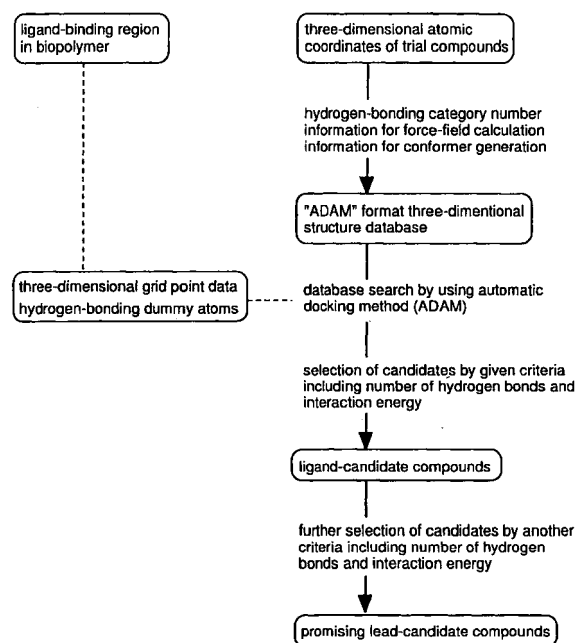 ligand-binding region
in biopolymer
three-dimensional atomic
coordinates of trial compounds
hydrogen-bonding category number
information for force-field calculation
information for conformer generation
"ADAM" format three-dimentional
structure database
three-dimensional grid point data
hydrogen-bonding dummy atoms
database search by using automatic
docking method (ADAM)
selection of candidates by given criteria
including number of hydrogen bonds and
interaction energy
ligand-candidate compounds
further selection of candidates by another
criteria including number of hydrogen
bonds and interaction energy
promising lead-candidate compounds